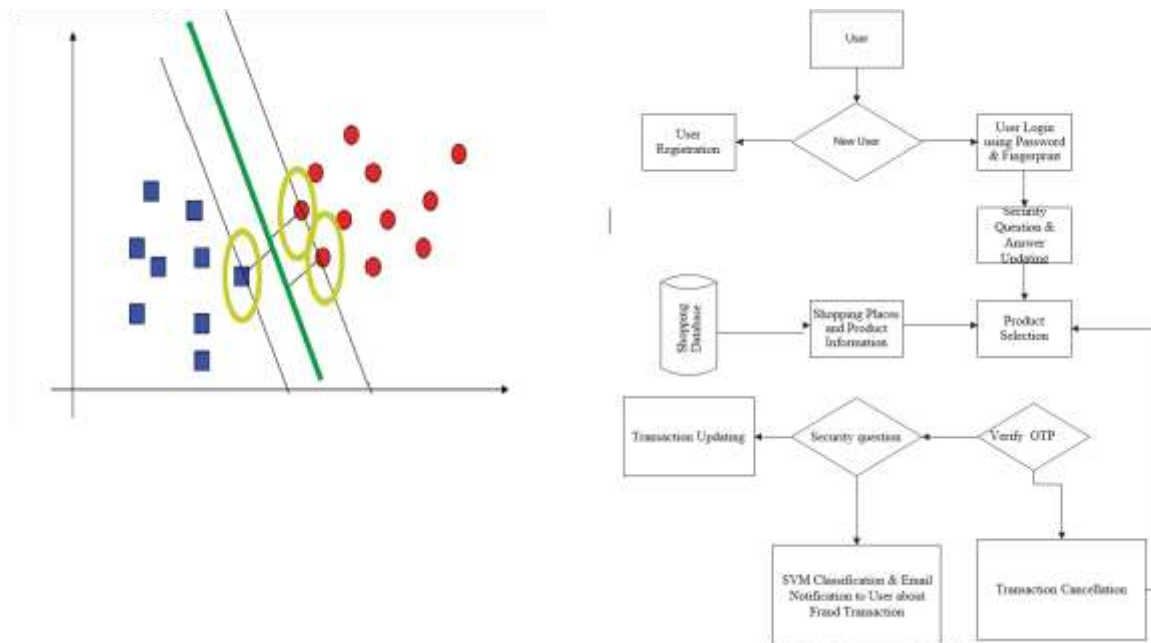 User
User
Registration
New User
User Login
using Password
& Fingerprint
Security
Question &
Answer
Updating
Shopping
Database
Shopping Places
and Product
Information
Product
Selection
Transaction Updating
Security question
Verify OTP
SVM Classification & Email
Notification to User about
Fraud Transaction
Transaction Cancellation